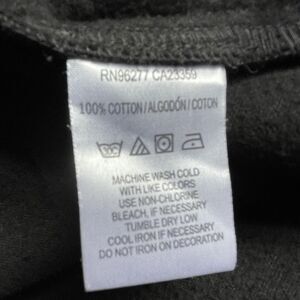 RN96277 CA23359
100% COTTON/ALGODÓN/COTON
30C
MACHINE WASH COLD
WITH LIKE COLORS
USE NON-CHLORINE
BLEACH, IF NECESSARY
TUMBLE DRY LOW
COOL IRON IF NECESSARY
DO NOT IRON ON DECORATION